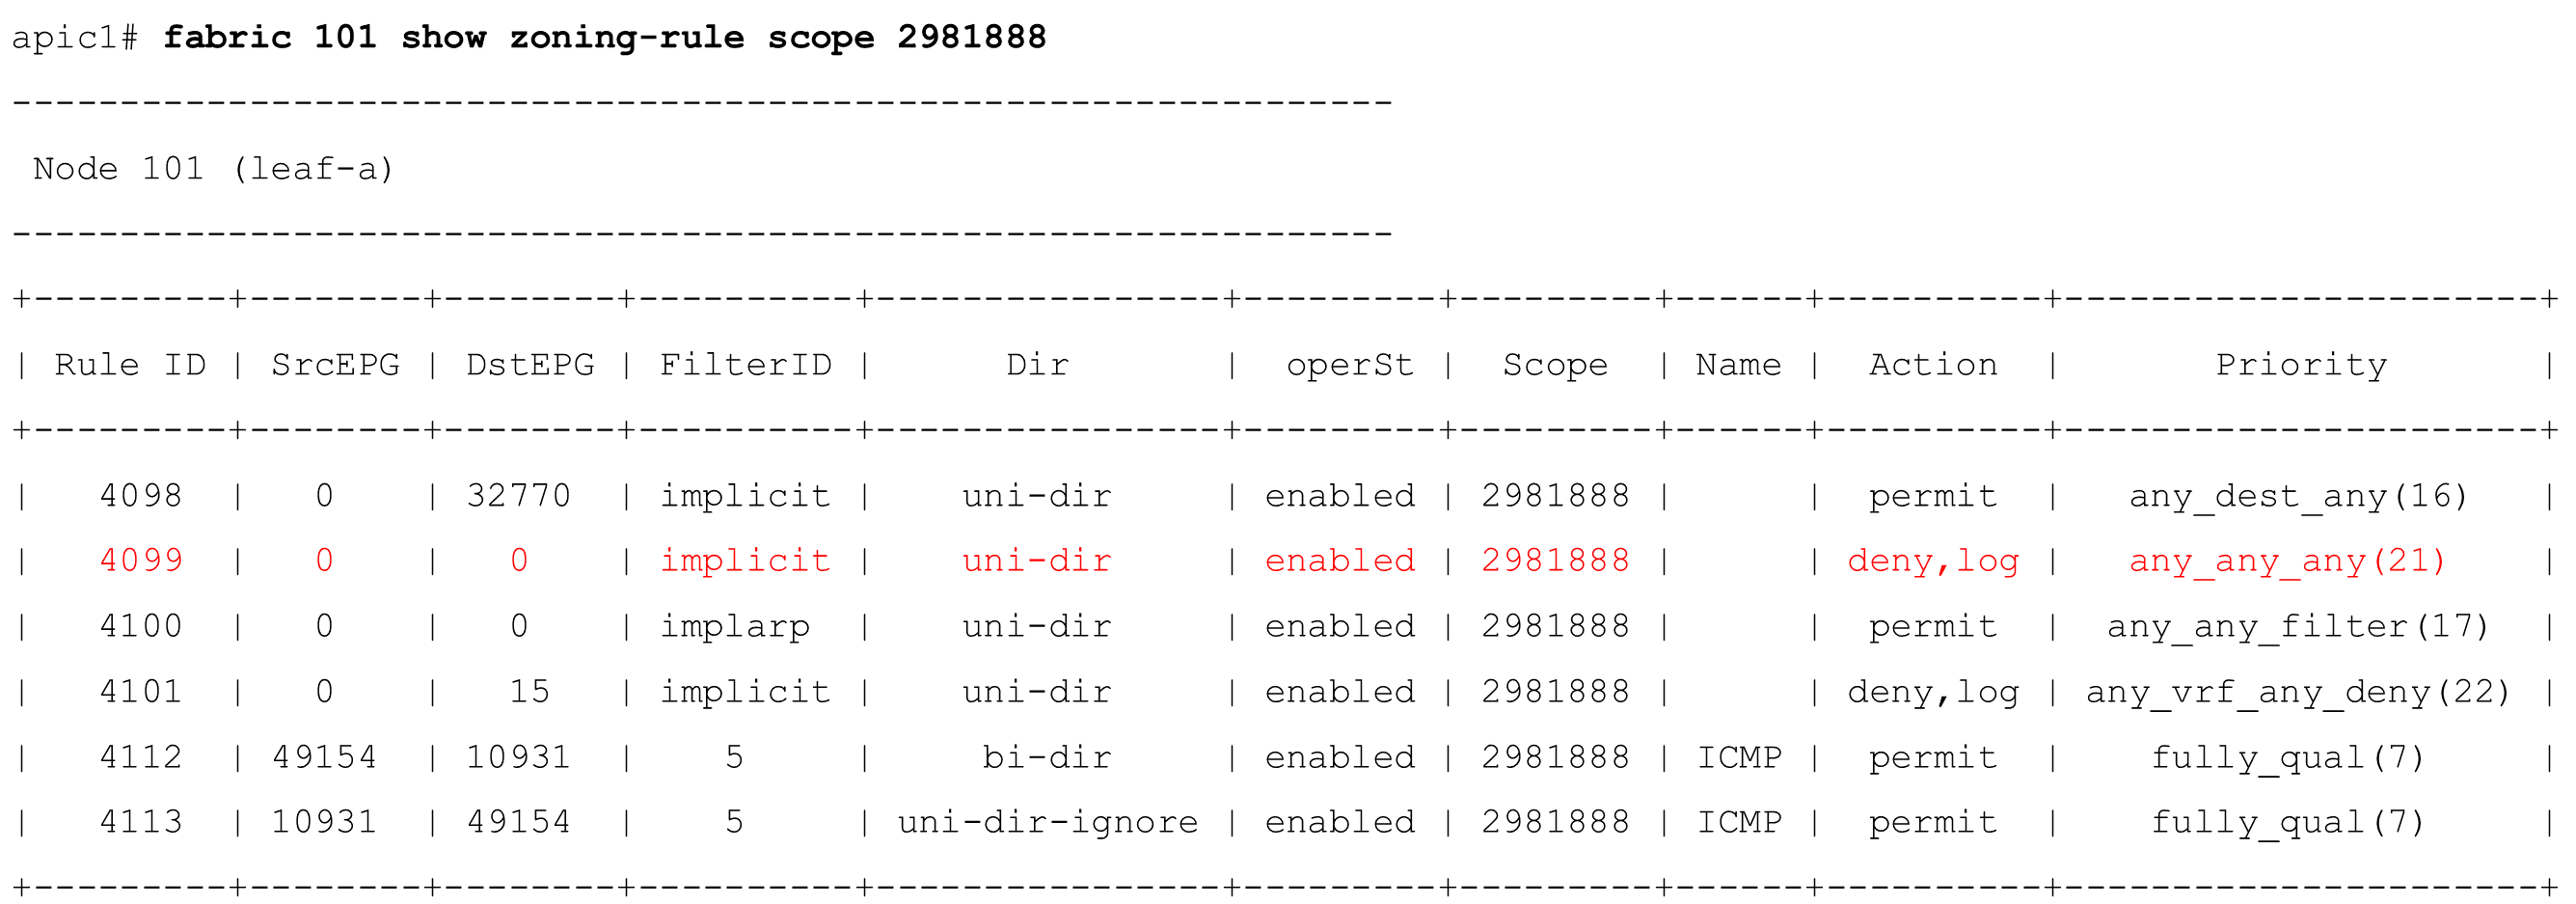 apic1# fabric 101 show zoning-rule scope 2981888
----------------------------------------------------------------
 Node 101 (leaf-a)
----------------------------------------------------------------
+---------+--------+--------+----------+----------------+---------+---------+------+----------+----------------------+
| Rule ID | SrcEPG | DstEPG | FilterID |      Dir       |  operSt |  Scope  | Name |  Action  |       Priority       |
+---------+--------+--------+----------+----------------+---------+---------+------+----------+----------------------+
|   4098  |   0    | 32770  | implicit |    uni-dir     | enabled | 2981888 |      |  permit  |   any_dest_any(16)   |
|   4099  |   0    |   0    | implicit |    uni-dir     | enabled | 2981888 |      | deny,log |   any_any_any(21)    |
|   4100  |   0    |   0    | implarp  |    uni-dir     | enabled | 2981888 |      |  permit  |  any_any_filter(17)  |
|   4101  |   0    |   15   | implicit |    uni-dir     | enabled | 2981888 |      | deny,log | any_vrf_any_deny(22) |
|   4112  | 49154  | 10931  |    5     |     bi-dir     | enabled | 2981888 | ICMP |  permit  |    fully_qual(7)     |
|   4113  | 10931  | 49154  |    5     | uni-dir-ignore | enabled | 2981888 | ICMP |  permit  |    fully_qual(7)     |
+---------+--------+--------+----------+----------------+---------+---------+------+----------+----------------------+